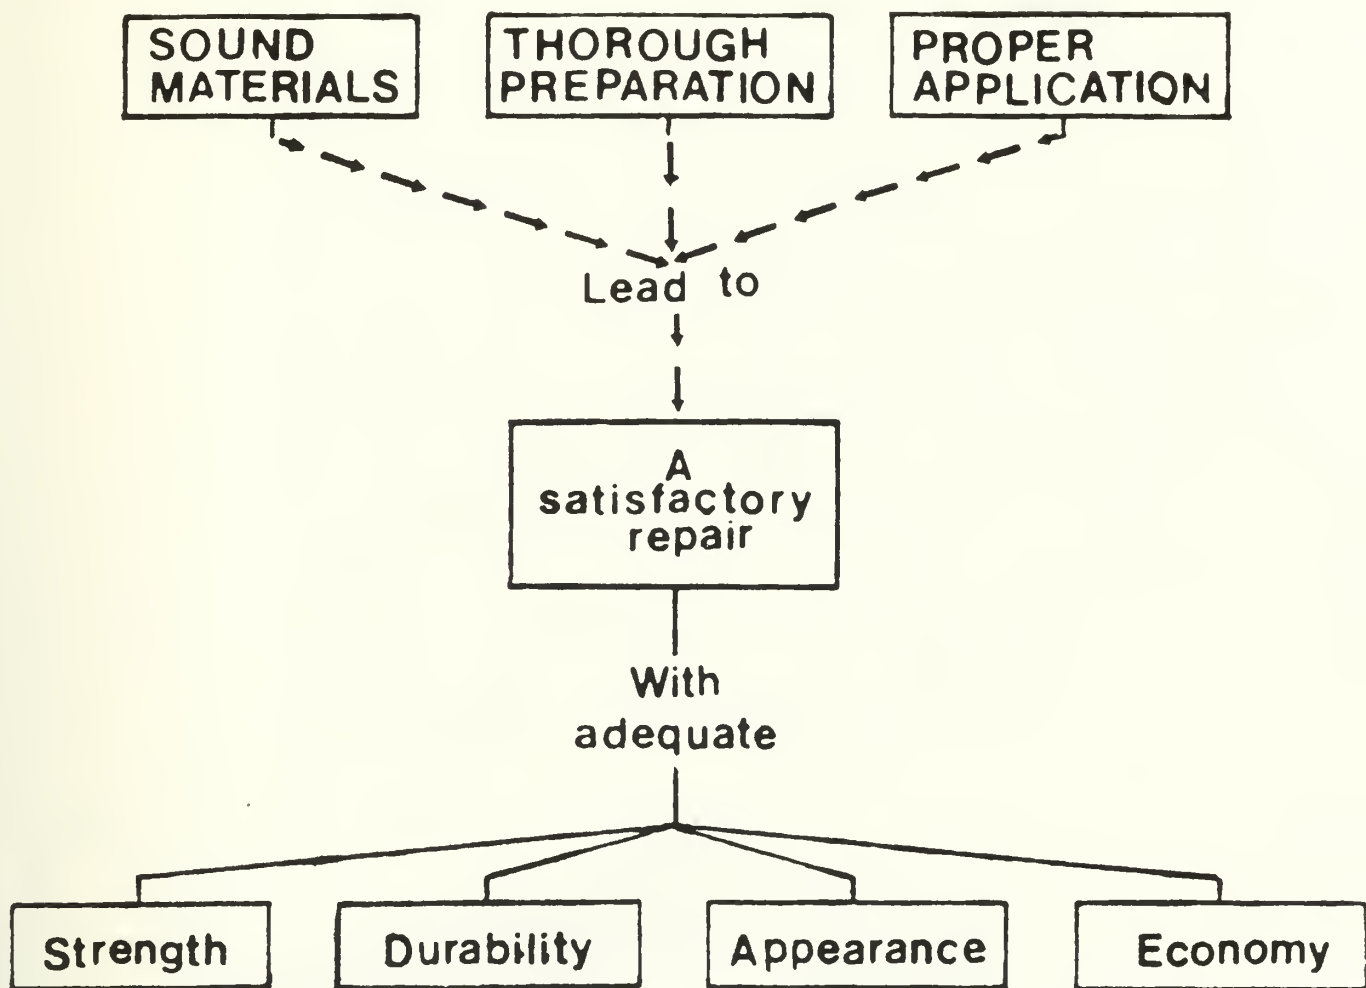 SOUND
MATERIALS
THOROUGH
PREPARATION
PROPER
APPLICATION
Lead to
A
satisfactory
repair
With
adequate
Strength
Durability
Appearance
Economy